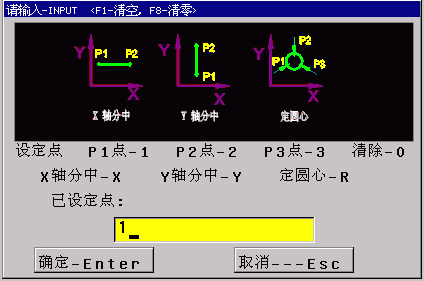 请输入-INPUT <F1-清空, F8-清零>
Y P1 P2 X Y P2 P1 X Y P2 P1 P3 X
X 轴分中 Y 轴分中 定圆心
设定点 P1点-1 P2点-2 P3点-3 清除-0
X轴分中-X Y轴分中-Y 定圆心-R
已设定点:
1_
确定-Enter 取消---Esc